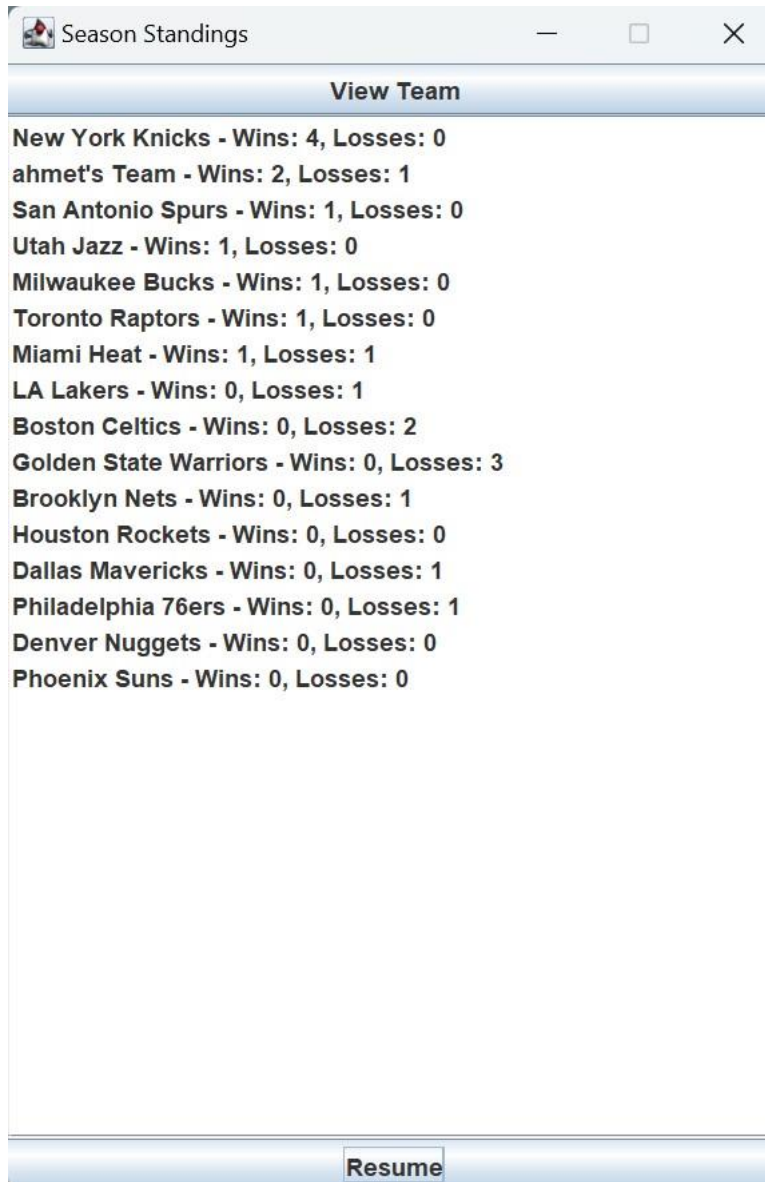 Season Standings
View Team
New York Knicks - Wins: 4, Losses: 0
ahmet's Team - Wins: 2, Losses: 1
San Antonio Spurs - Wins: 1, Losses: 0
Utah Jazz - Wins: 1, Losses: 0
Milwaukee Bucks - Wins: 1, Losses: 0
Toronto Raptors - Wins: 1, Losses: 0
Miami Heat - Wins: 1, Losses: 1
LA Lakers - Wins: 0, Losses: 1
Boston Celtics - Wins: 0, Losses: 2
Golden State Warriors - Wins: 0, Losses: 3
Brooklyn Nets - Wins: 0, Losses: 1
Houston Rockets - Wins: 0, Losses: 0
Dallas Mavericks - Wins: 0, Losses: 1
Philadelphia 76ers - Wins: 0, Losses: 1
Denver Nuggets - Wins: 0, Losses: 0
Phoenix Suns - Wins: 0, Losses: 0
Resume